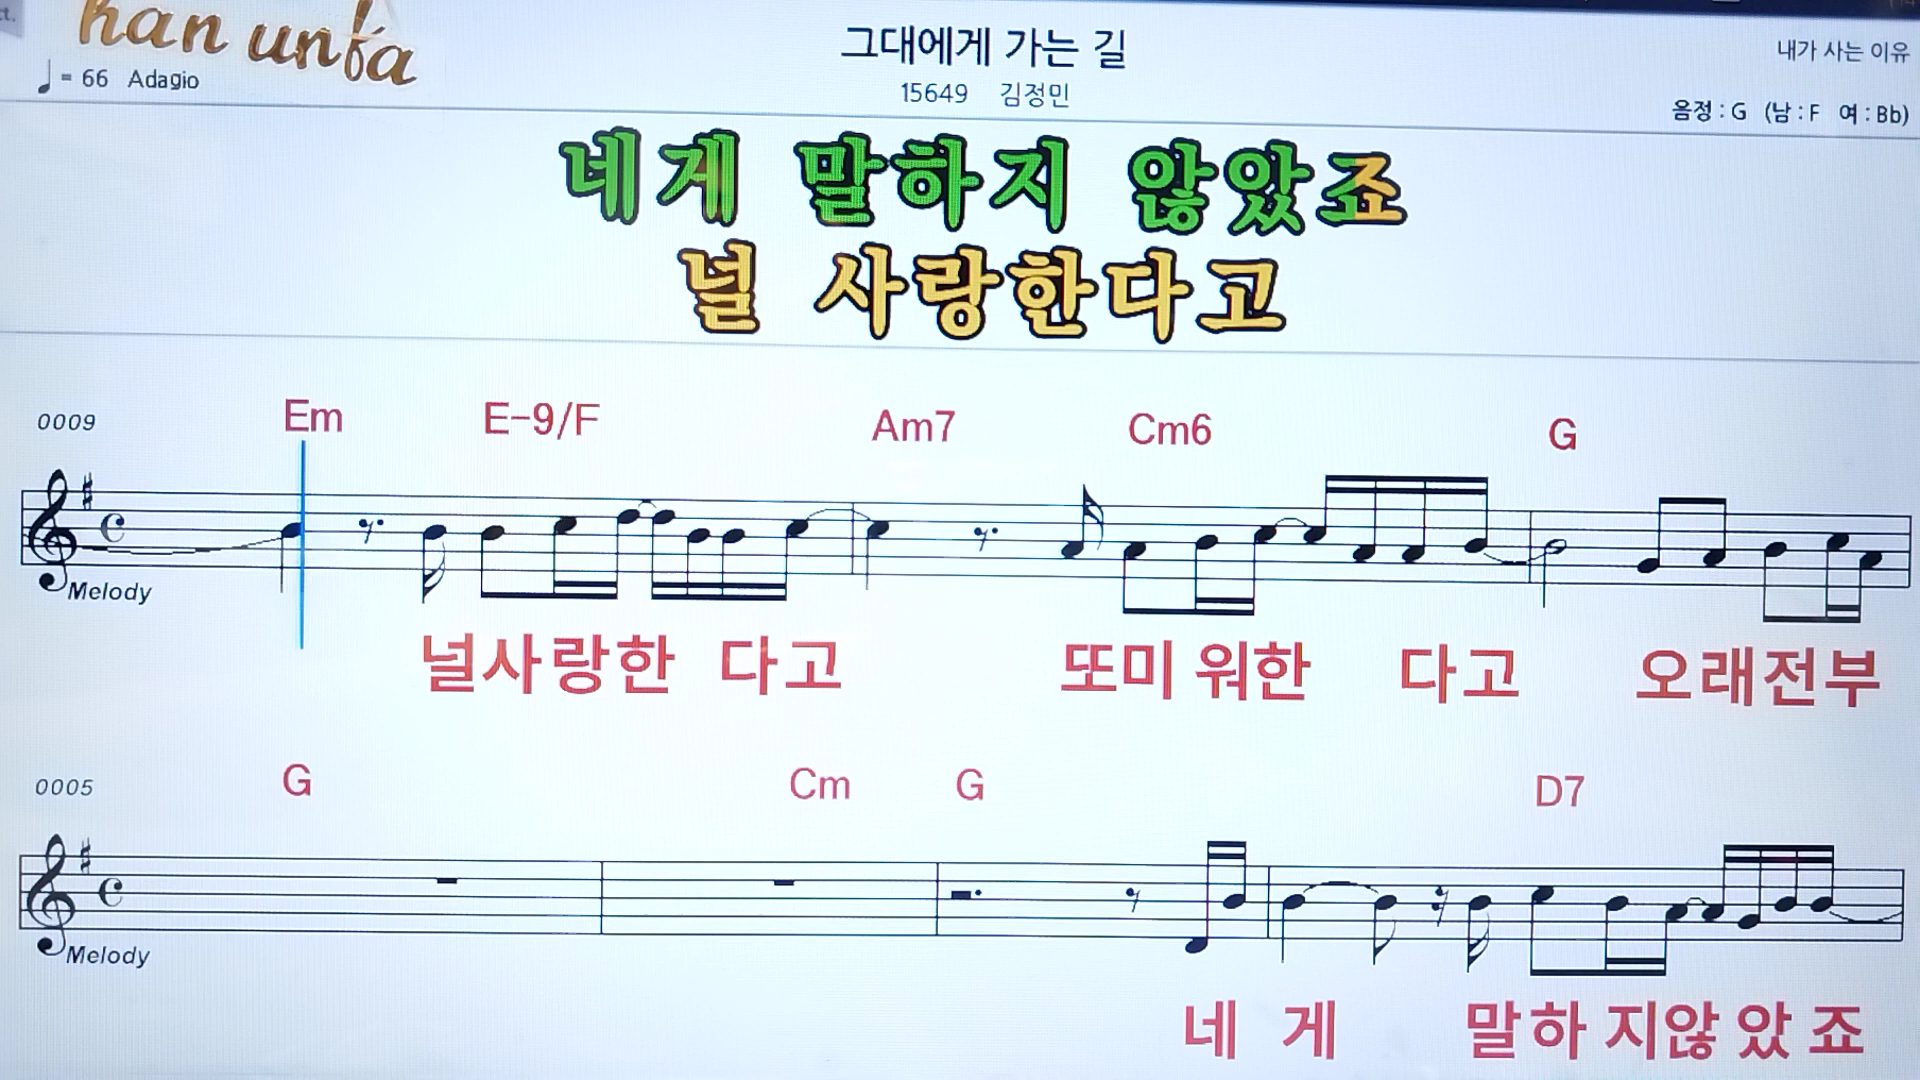 ct.
han unfa
♩= 66 Adagio
그대에게 가는 길
15649 김정민
내가 사는 이유
음정 : G (남 : F 여 : Bb)
네게 말하지 않았죠
널 사랑한다고
0009 Em E-9/F Am7 Cm6 G
Melody
널사랑한 다고 또미 워한 다고 오래전부
0005 G Cm G D7
Melody
네 게 말하 지않 았 죠